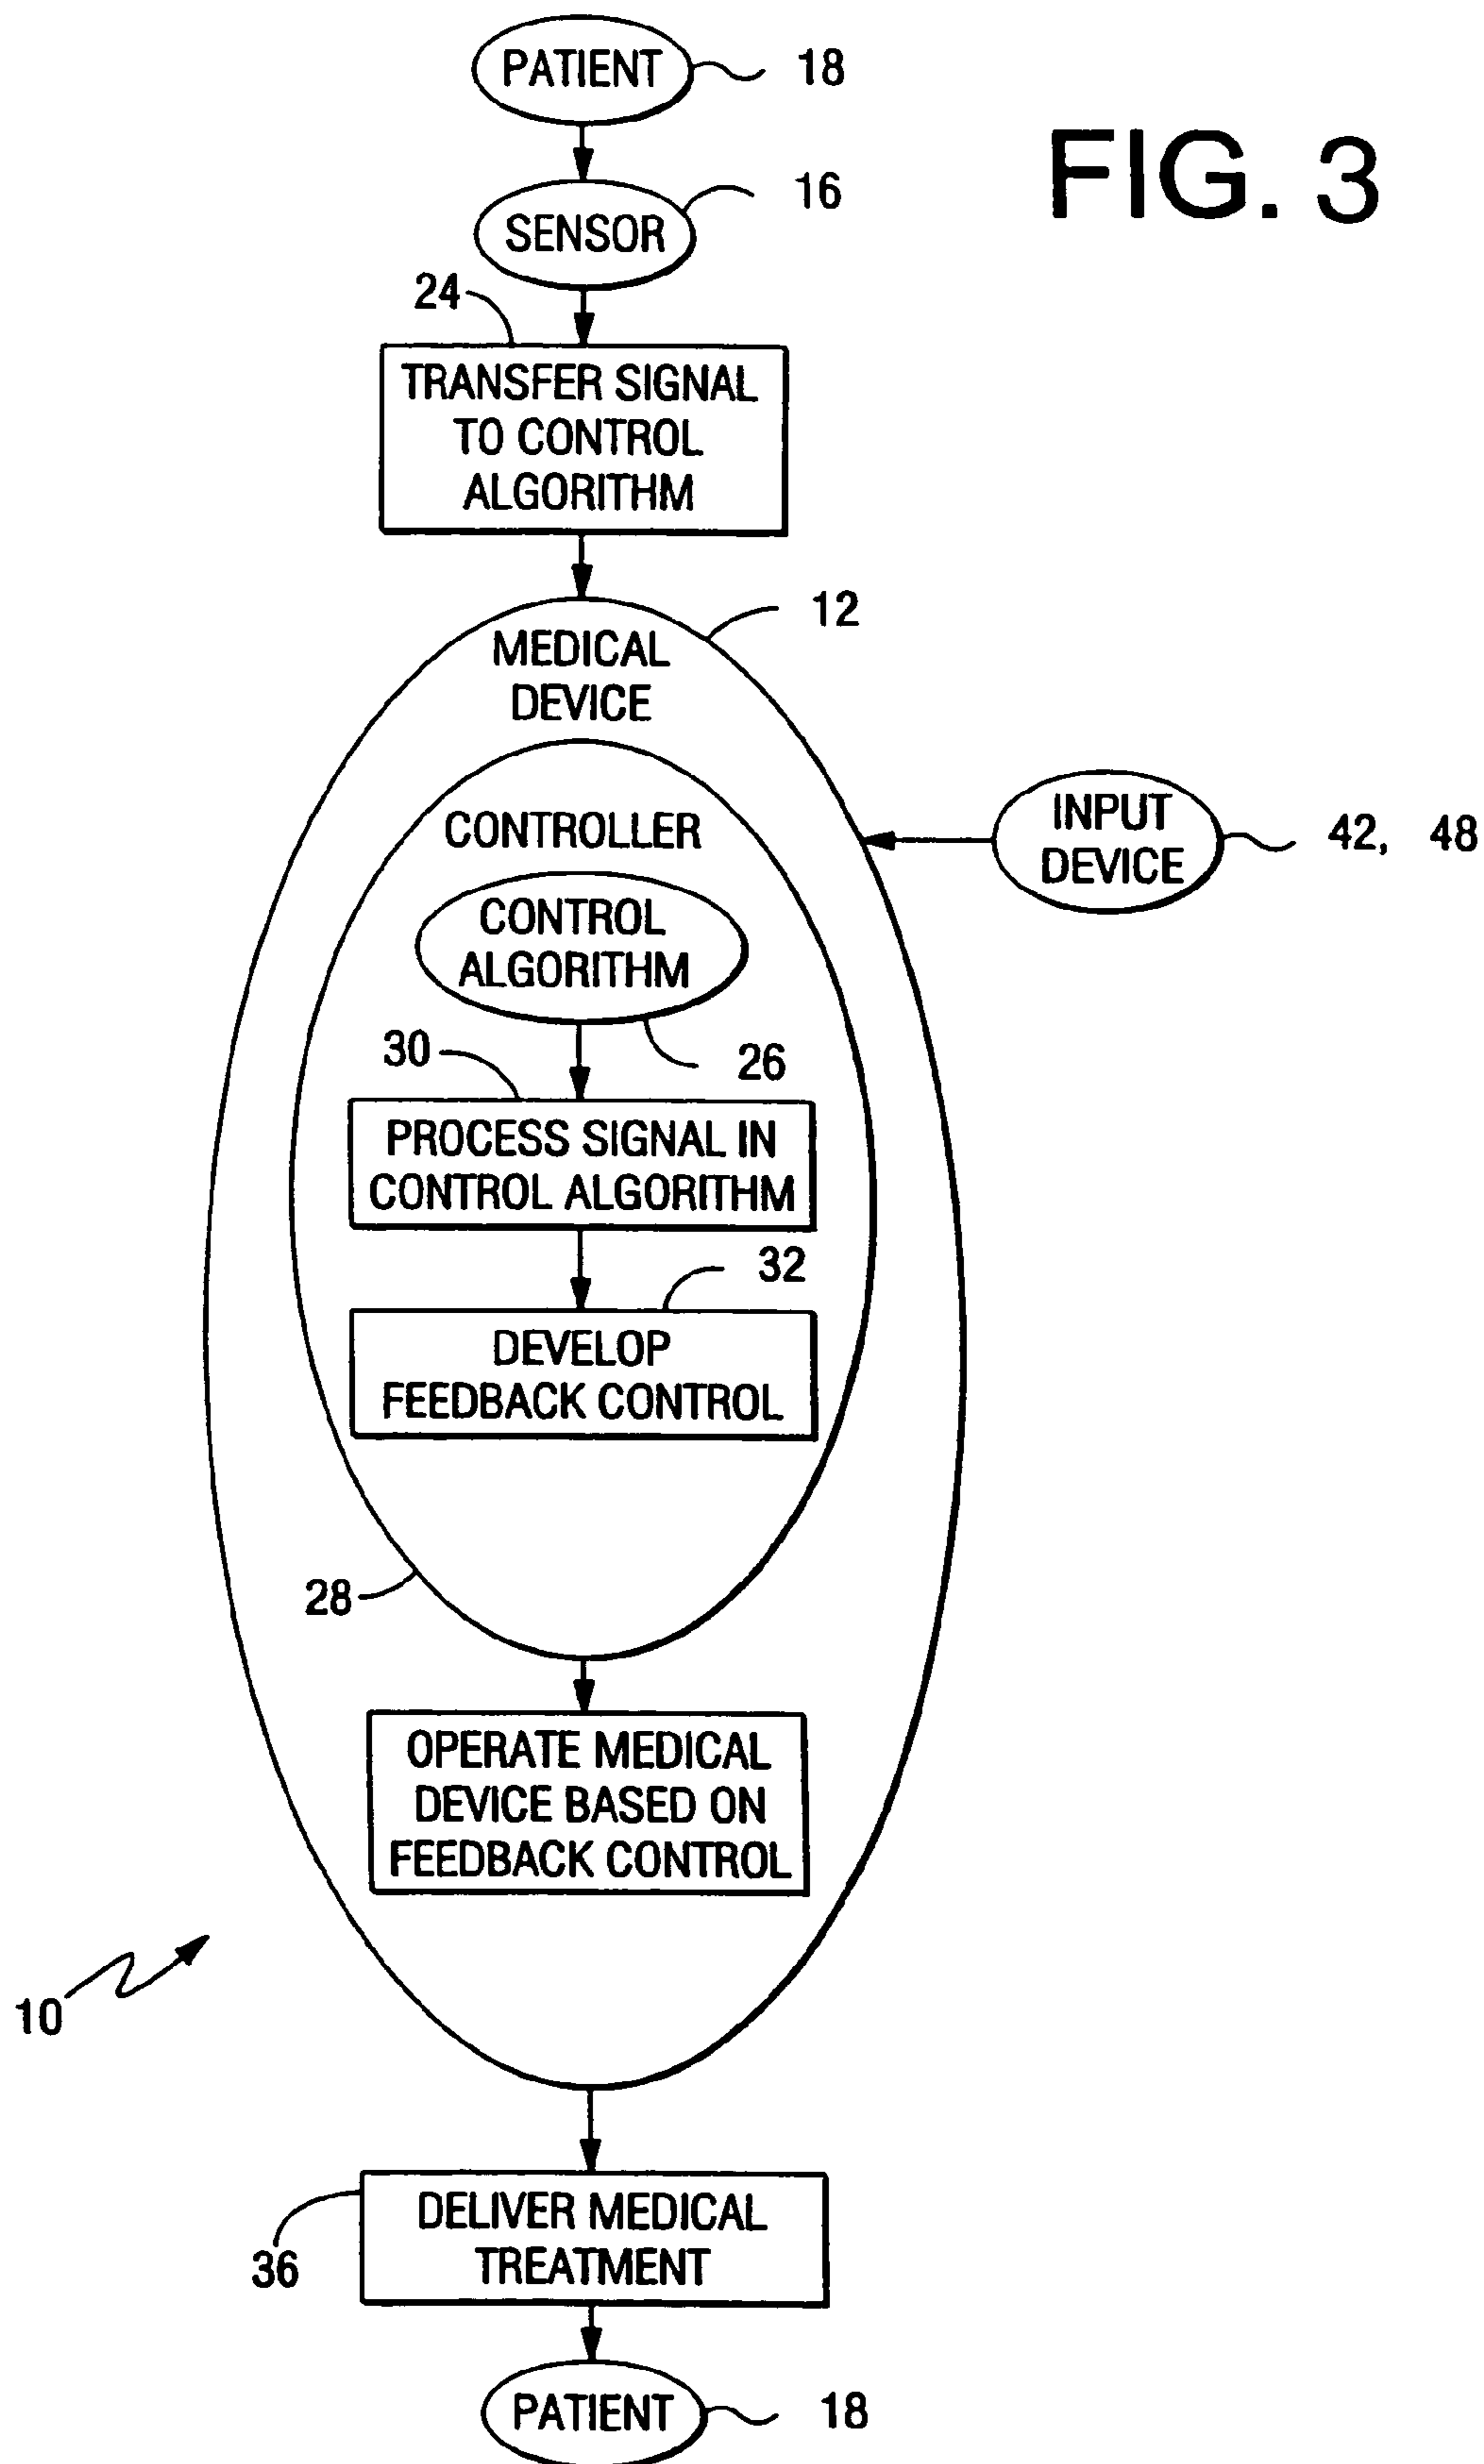 PATIENT
18
FIG. 3
16
SENSOR
24
TRANSFER SIGNAL
TO CONTROL
ALGORITHM
12
MEDICAL
DEVICE
INPUT
DEVICE
42, 48
CONTROLLER
CONTROL
ALGORITHM
30
26
PROCESS SIGNAL IN
CONTROL ALGORITHM
32
DEVELOP
FEEDBACK CONTROL
28
OPERATE MEDICAL
DEVICE BASED ON
FEEDBACK CONTROL
10
DELIVER MEDICAL
TREATMENT
36
PATIENT
18